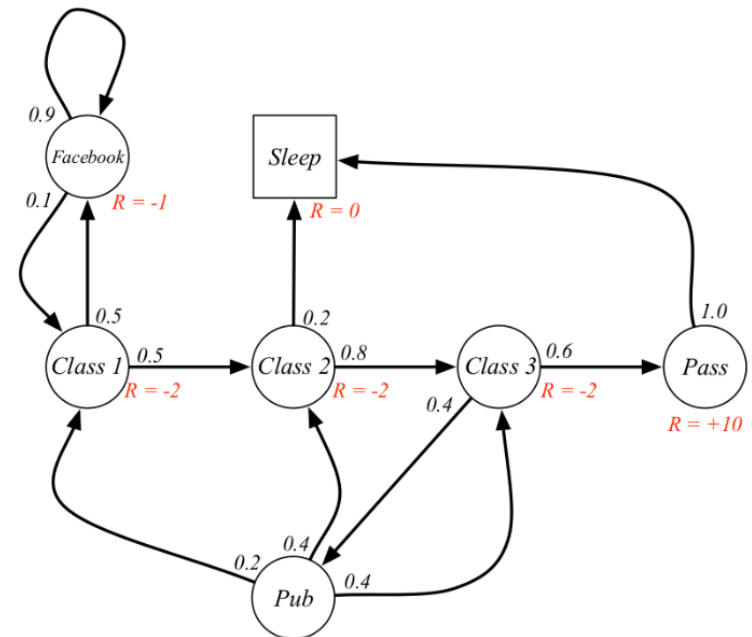 0.9
Facebook
0.1
R = -1
Sleep
R = 0
0.5
Class 1
0.5
R = -2
0.2
Class 2
0.8
R = -2
Class 3
0.6
R = -2
0.4
1.0
Pass
R = +10
0.2
0.4
Pub
0.4